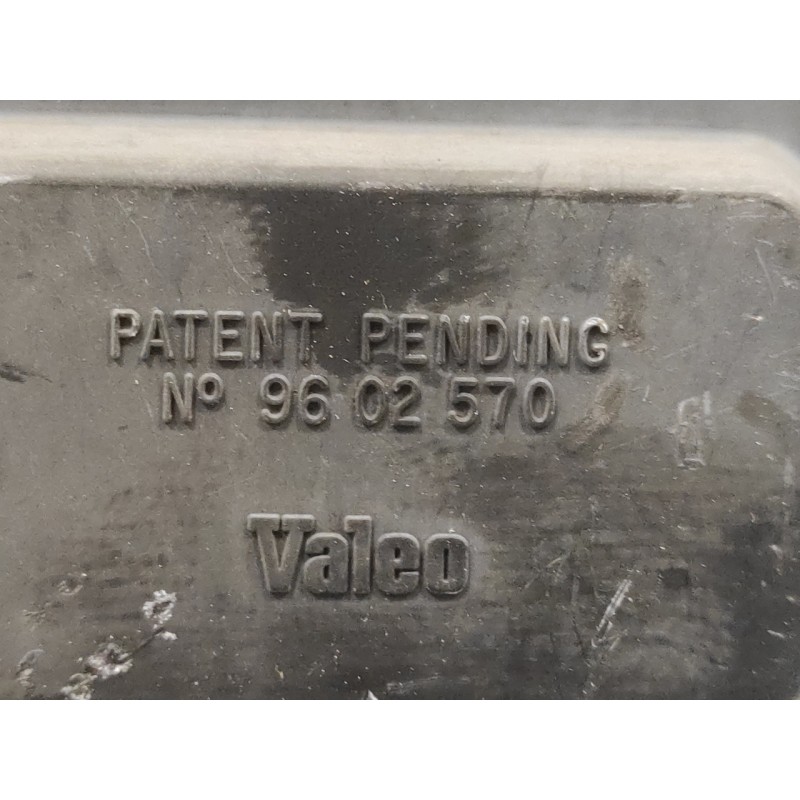 PATENT PENDING
Nº 96 02 570
Valeo